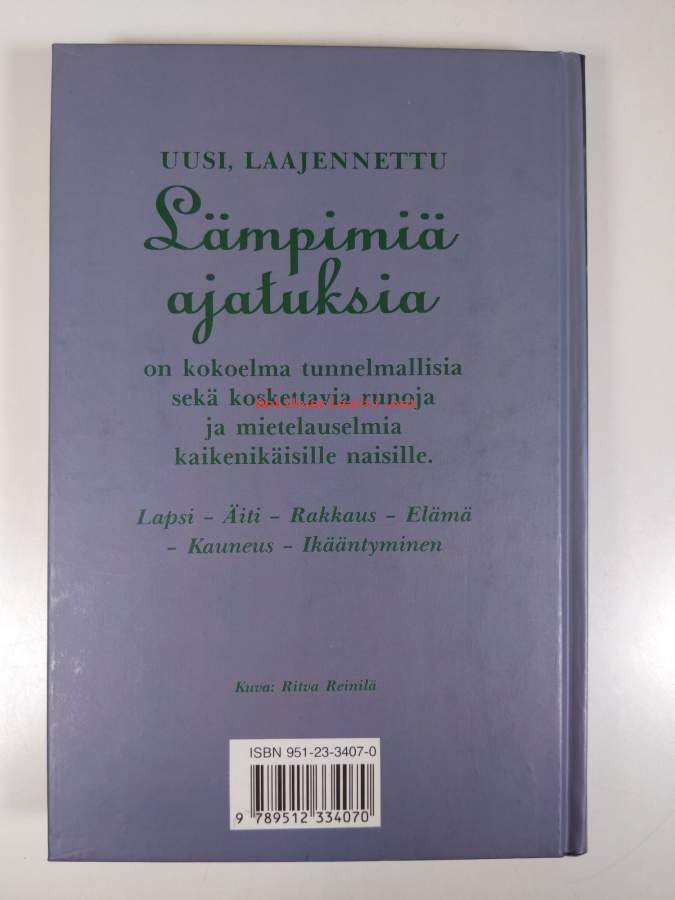 UUSI, LAAJENNETTU
Lämpimiä
ajatuksia
on kokoelma tunnelmallisia
sekä koskettavia runoja
ja mietelauselmia
kaikenikäisille naisille.
Lapsi – Äiti – Rakkaus – Elämä
– Kauneus – Ikääntyminen
Kuva: Ritva Reinilä
ISBN 951-23-3407-0
9 789512 334070